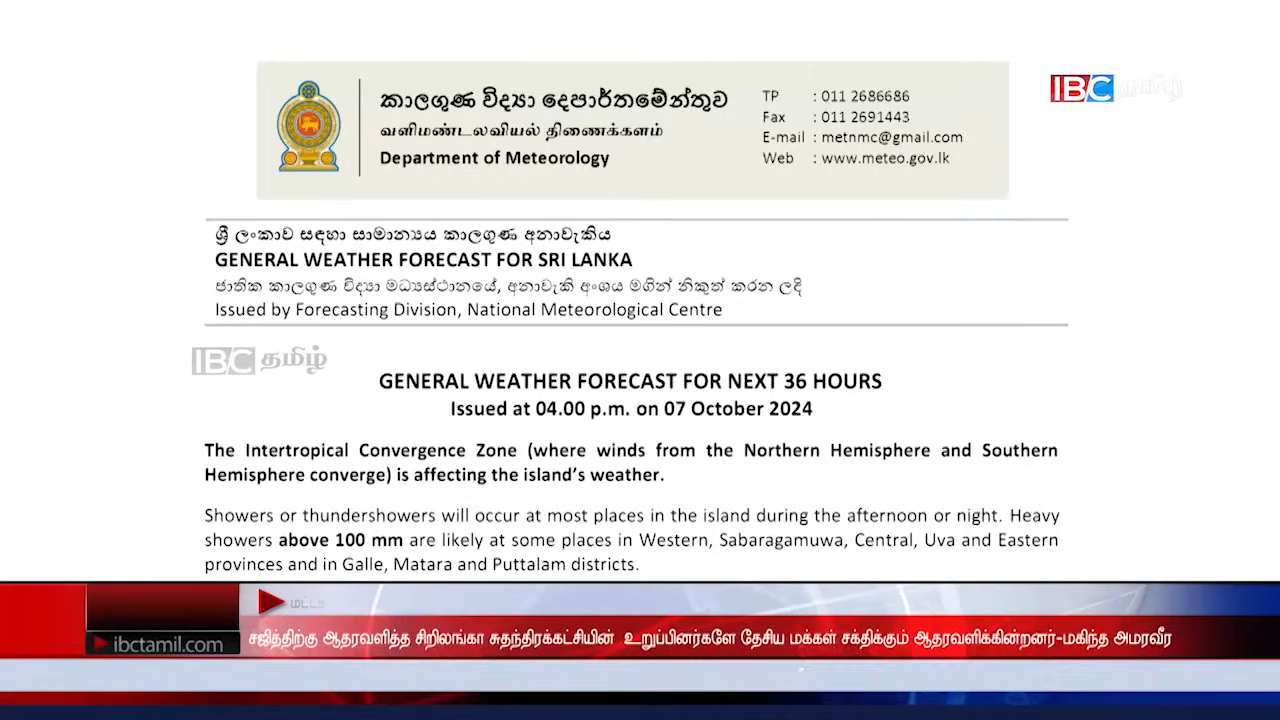 කාලගුණ විද්‍යා දෙපාර්තමේන්තුව
வளிமண்டலவியல் திணைக்களம்
Department of Meteorology
TP : 011 2686686
Fax : 011 2691443
E-mail : metnmc@gmail.com
Web : www.meteo.gov.lk
IBC தமிழ்
ශ්‍රී ලංකාව සඳහා සාමාන්‍යය කාලගුණ අනාවැකිය
GENERAL WEATHER FORECAST FOR SRI LANKA
ජාතික කාලගුණ විද්‍යා මධ්‍යස්ථානයේ, අනාවැකි අංශය මගින් නිකුත් කරන ලදි
Issued by Forecasting Division, National Meteorological Centre
IBC தமிழ்
GENERAL WEATHER FORECAST FOR NEXT 36 HOURS
Issued at 04.00 p.m. on 07 October 2024
The Intertropical Convergence Zone (where winds from the Northern Hemisphere and Southern
Hemisphere converge) is affecting the island's weather.
Showers or thundershowers will occur at most places in the island during the afternoon or night. Heavy
showers above 100 mm are likely at some places in Western, Sabaragamuwa, Central, Uva and Eastern
provinces and in Galle, Matara and Puttalam districts.
ibctamil.com
சஜித்திற்கு ஆதரவளித்த சிறிலங்கா சுதந்திரக்கட்சியின் உறுப்பினர்களே தேசிய மக்கள் சக்திக்கும் ஆதரவளிக்கின்றனர்-மகிந்த அமரவீர